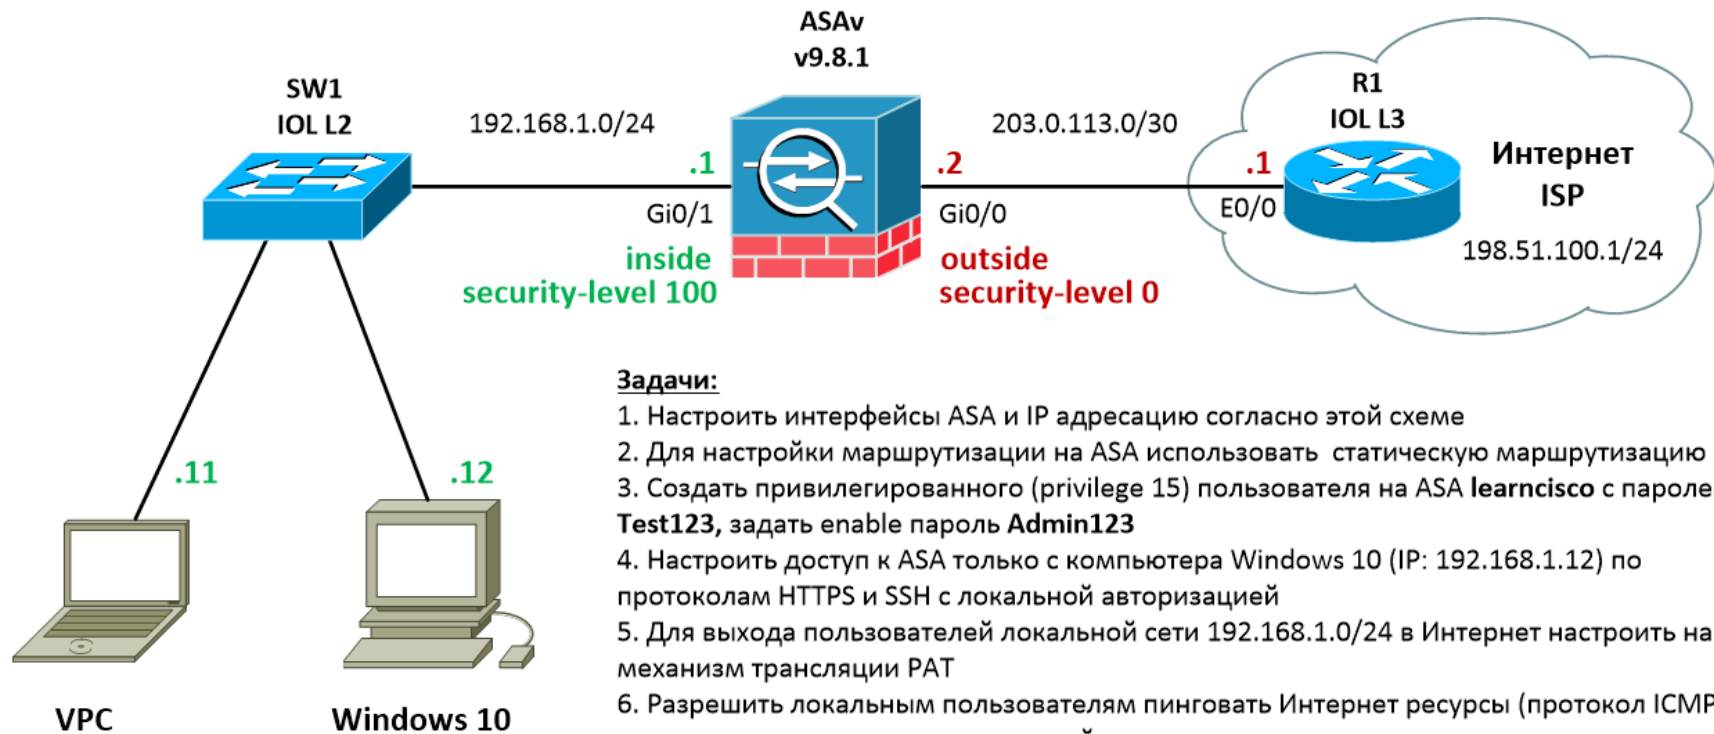 ASAv
v9.8.1
SW1
IOL L2
192.168.1.0/24
203.0.113.0/30
R1
IOL L3
Интернет
ISP
.1
.2
.1
Gi0/1
Gi0/0
E0/0
198.51.100.1/24
inside
security-level 100
outside
security-level 0
.11
.12
VPC
Windows 10
Задачи:
1. Настроить интерфейсы ASA и IP адресацию согласно этой схеме
2. Для настройки маршрутизации на ASA использовать статическую маршрутизацию
3. Создать привилегированного (privilege 15) пользователя на ASA learncisco с пароле
Test123, задать enable пароль Admin123
4. Настроить доступ к ASA только с компьютера Windows 10 (IP: 192.168.1.12) по
протоколам HTTPS и SSH с локальной авторизацией
5. Для выхода пользователей локальной сети 192.168.1.0/24 в Интернет настроить на
механизм трансляции PAT
6. Разрешить локальным пользователям пинговать Интернет ресурсы (протокол ICMP